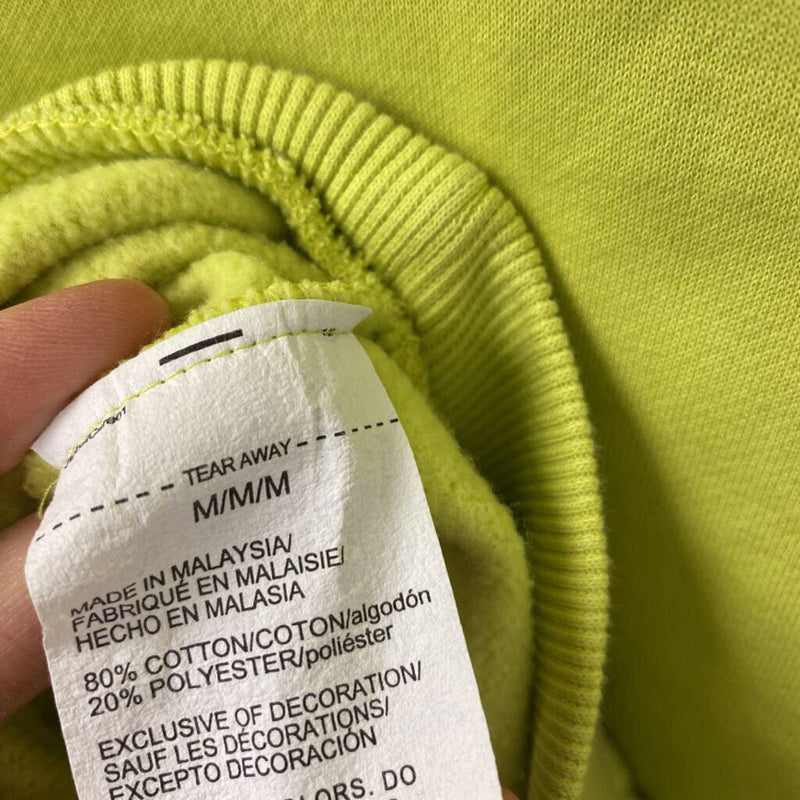 TEAR AWAY
M/M/M
MADE IN MALAYSIA/
FABRIQUÉ EN MALAISIE/
HECHO EN MALASIA
80% COTTON/COTON/algodón
20% POLYESTER/poliéster
EXCLUSIVE OF DECORATION/
SAUF LES DÉCORATIONS/
EXCEPTO DECORACIÓN
DO